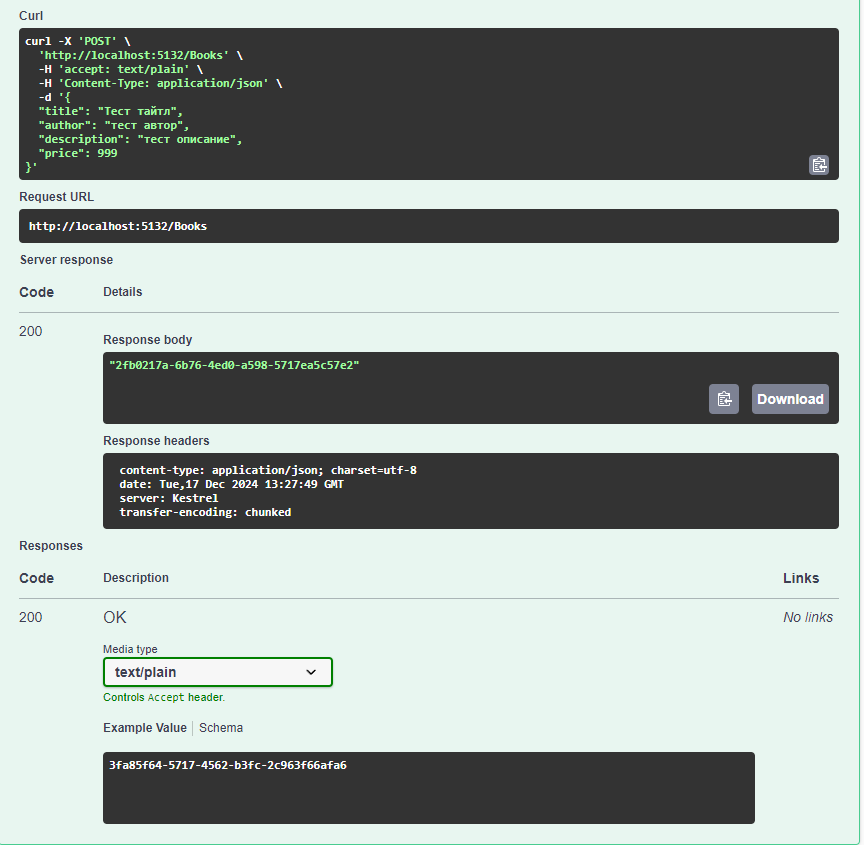 Curl
curl -X 'POST' \
'http://localhost:5132/Books' \
-H 'accept: text/plain' \
-H 'Content-Type: application/json' \
-d '{
"title": "Тест тайтл",
"author": "тест автор",
"description": "тест описание",
"price": 999
}'
Request URL
http://localhost:5132/Books
Server response
Code Details
200
Response body
"2fb0217a-6b76-4ed0-a598-5717ea5c57e2"
Download
Response headers
content-type: application/json; charset=utf-8
date: Tue,17 Dec 2024 13:27:49 GMT
server: Kestrel
transfer-encoding: chunked
Responses
Code Description Links
200 OK No links
Media type
text/plain
Controls Accept header.
Example Value Schema
3fa85f64-5717-4562-b3fc-2c963f66afa6